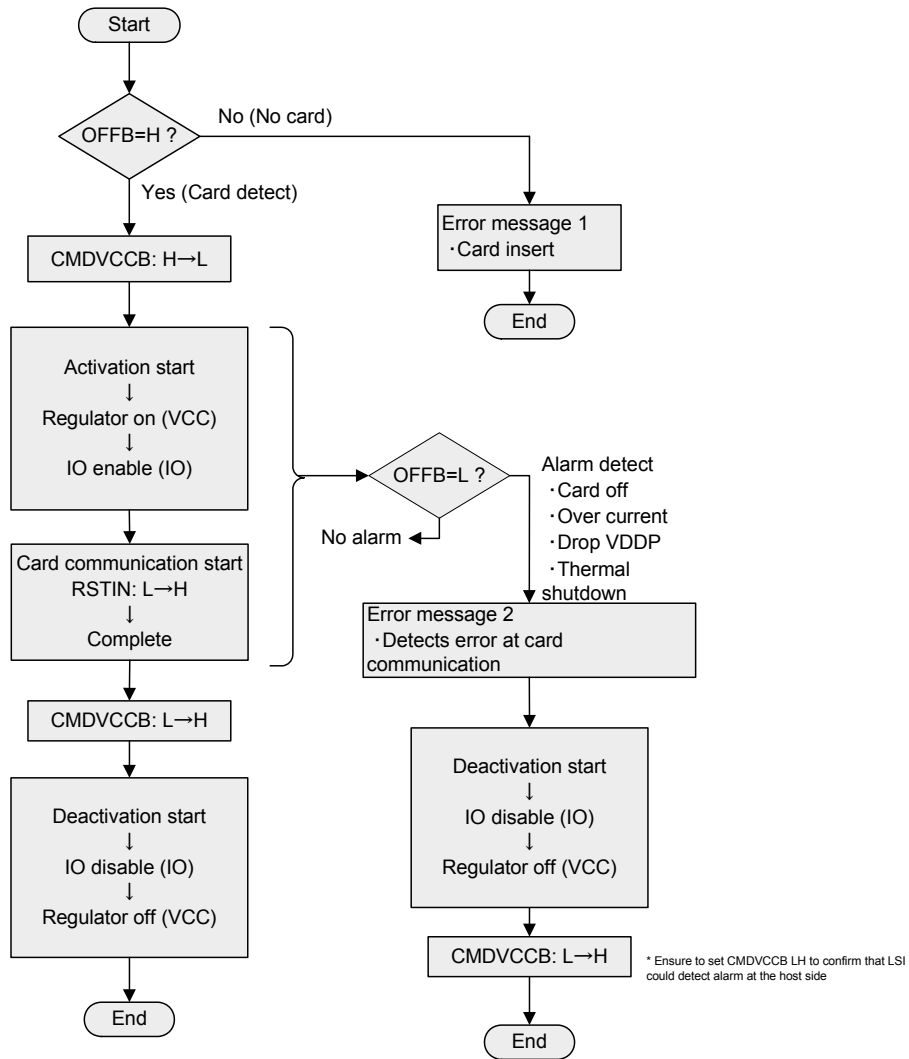 Start
OFFB=H ?
No (No card)
Yes (Card detect)
Error message 1
・Card insert
End
CMDVCCB: H→L
Activation start
↓
Regulator on (VCC)
↓
IO enable (IO)
OFFB=L ?
No alarm
Alarm detect
・Card off
・Over current
・Drop VDDP
・Thermal
shutdown
Card communication start
RSTIN: L→H
↓
Complete
Error message 2
・Detects error at card
communication
CMDVCCB: L→H
Deactivation start
↓
IO disable (IO)
↓
Regulator off (VCC)
End
Deactivation start
↓
IO disable (IO)
↓
Regulator off (VCC)
CMDVCCB: L→H
* Ensure to set CMDVCCB LH to confirm that LSI
could detect alarm at the host side
End